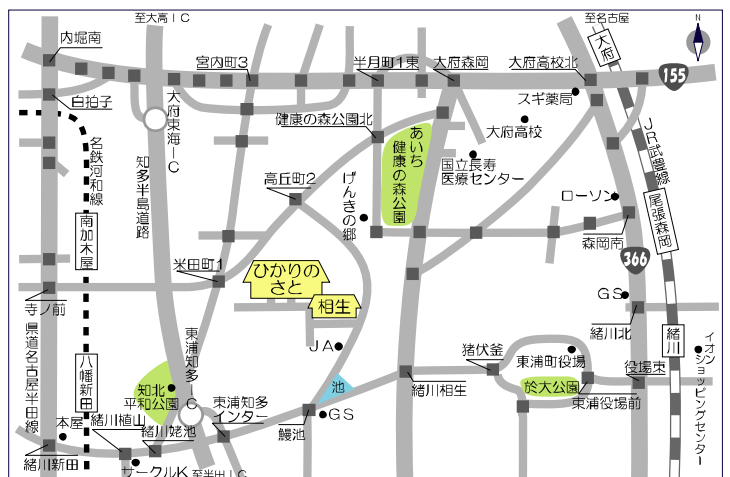 至大高ＩＣ
至名古屋
N
内堀南
宮内町3
半月町1東
大府森岡
大府高校北
大府
155
白拍子
大府東海ーＩＣ
スギ薬局
健康の森公園北
あいち
健康の森公園
大府高校
国立長寿
医療センター
ＪＲ武豊線
名鉄河和線
知多半島道路
高丘町2
げんきの郷
ローソン
尾張森岡
南加木屋
森岡南
米田町1
ひかりの
さと
366
相生
ＧＳ
寺ノ前
緒川北
県道名古屋半田線
東浦知多ーＩＣ
ＪＡ
猪伏釜
東浦町役場
緒川
イオン
ショッピングセンター
八幡新田
知北
平和公園
池
緒川相生
於大公園
役場東
東浦役場前
本屋
緒川植山
緒川姥池
東浦知多
インター
鰻池
ＧＳ
緒川新田
サークルK
至半田ＩＣ